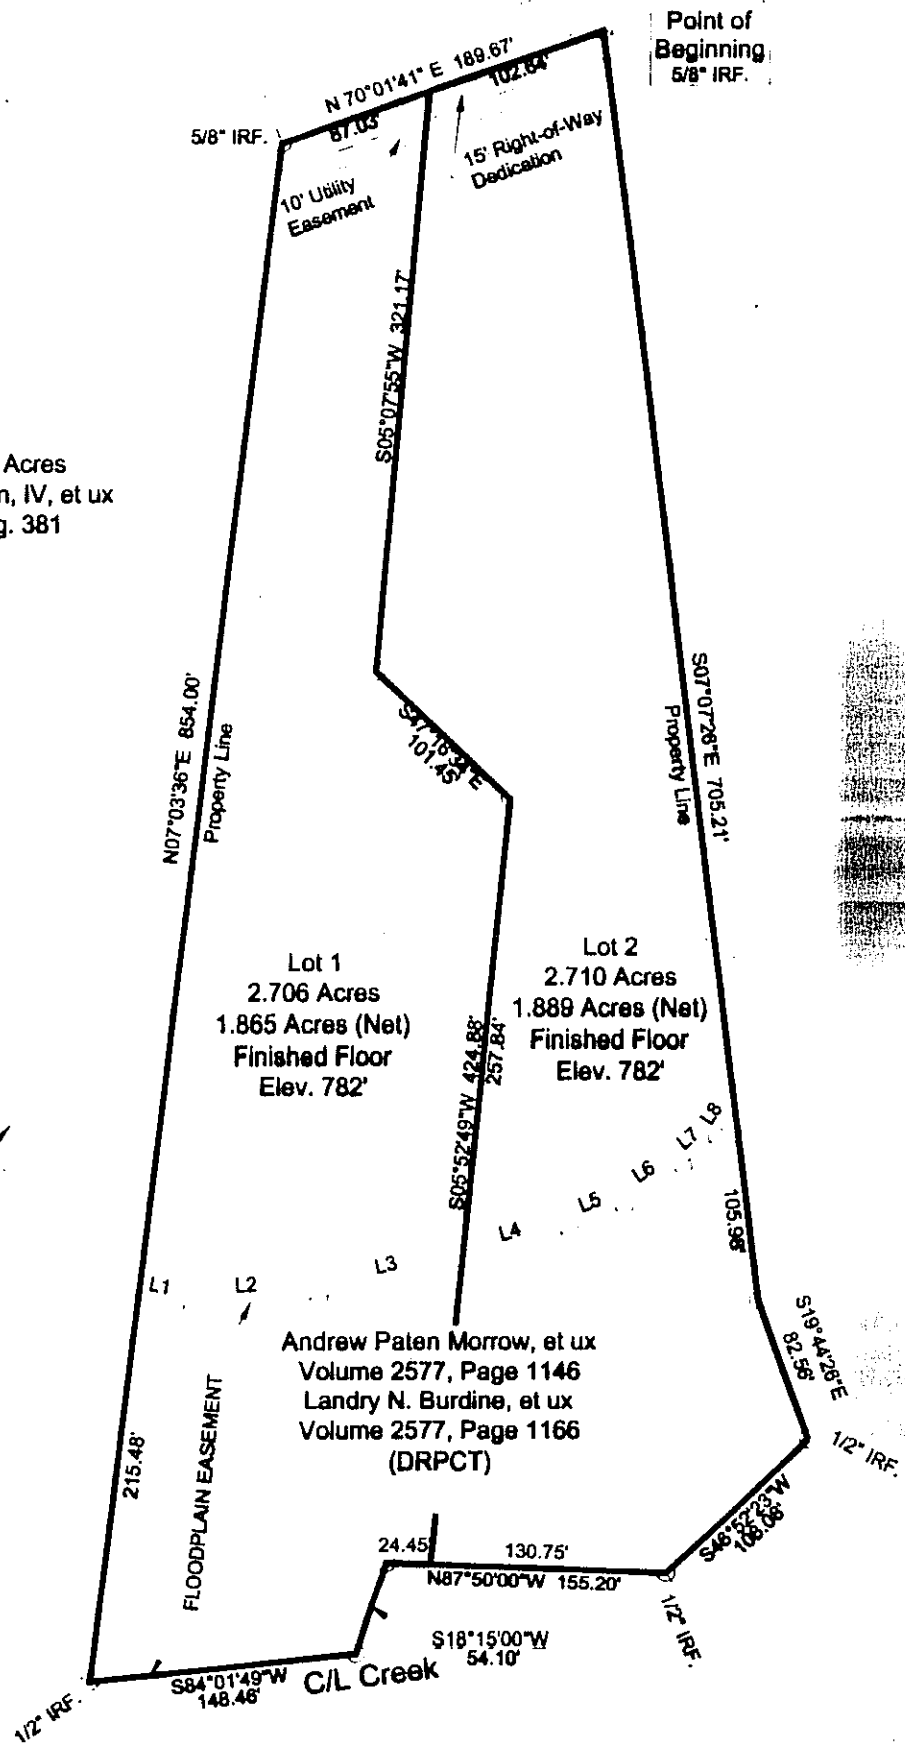 Point of
Beginning
5/8" IRF.
N 70°01'41" E 189.67'
102.64'
87.03'
5/8" IRF.
15' Right-of-Way
Dedication
10' Utility
Easement
S05°07'55"W 321.17'
Acres
n, IV, et ux
g. 381
N07°03'36"E 854.00'
Property Line
S07°07'26"E 705.21'
Property Line
101.45'
Lot 1
2.706 Acres
1.865 Acres (Net)
Finished Floor
Elev. 782'
Lot 2
2.710 Acres
1.889 Acres (Net)
Finished Floor
Elev. 782'
S05°52'49"W 424.88'
257.84'
L1
L2
L3
L4
L5
L6
L7
L8
105.98'
S19°44'26"E
82.56'
Andrew Paten Morrow, et ux
Volume 2577, Page 1146
Landry N. Burdine, et ux
Volume 2577, Page 1166
(DRPCT)
215.48'
FLOODPLAIN EASEMENT
1/2" IRF.
S48°52'23"W
108.08'
24.45'
130.75'
N87°50'00"W 155.20'
1/2" IRF.
S18°15'00"W
54.10'
S84°01'49"W
148.46'
C/L Creek
1/2" IRF.